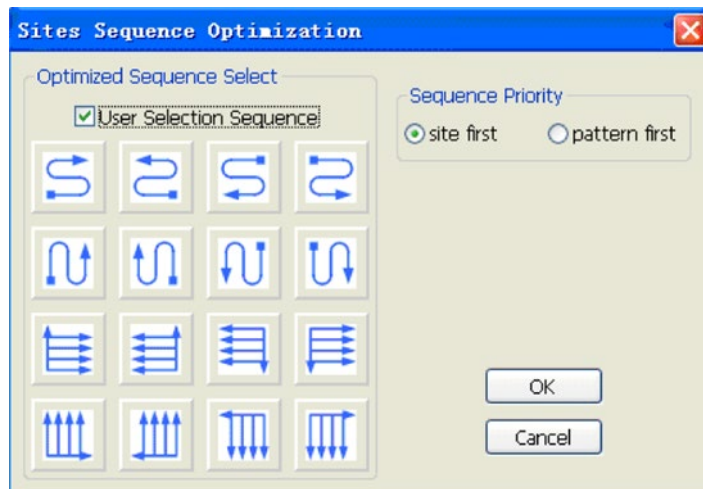 Sites Sequence Optimization
Optimized Sequence Select
User Selection Sequence
Sequence Priority
site first
pattern first
OK
Cancel